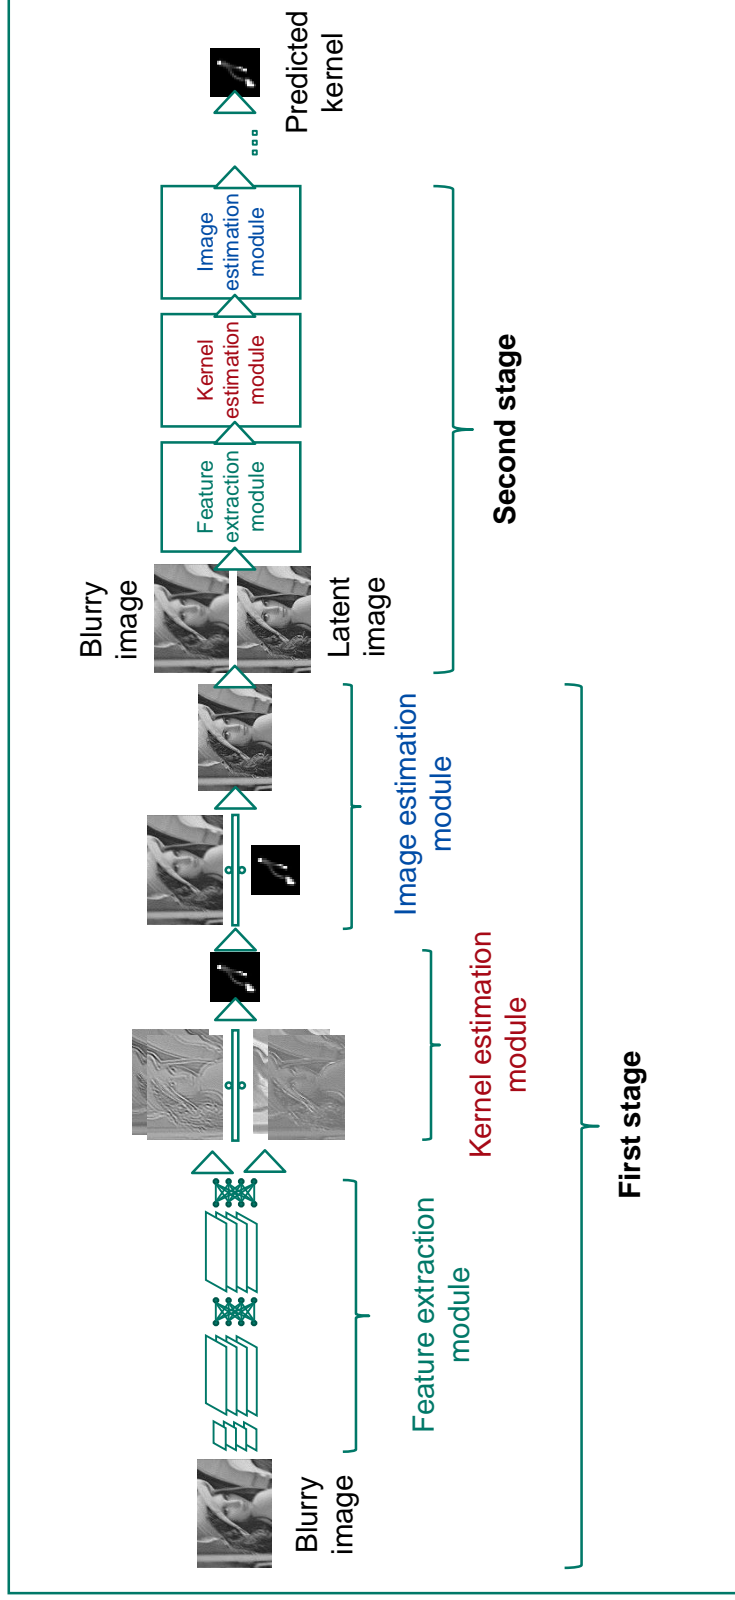 Blurry
image
Feature extraction
module
Kernel estimation
module
Image estimation
module
First stage
Blurry
image
Latent
image
Feature
extraction
module
Kernel
estimation
module
Image
estimation
module
Second stage
Predicted
kernel